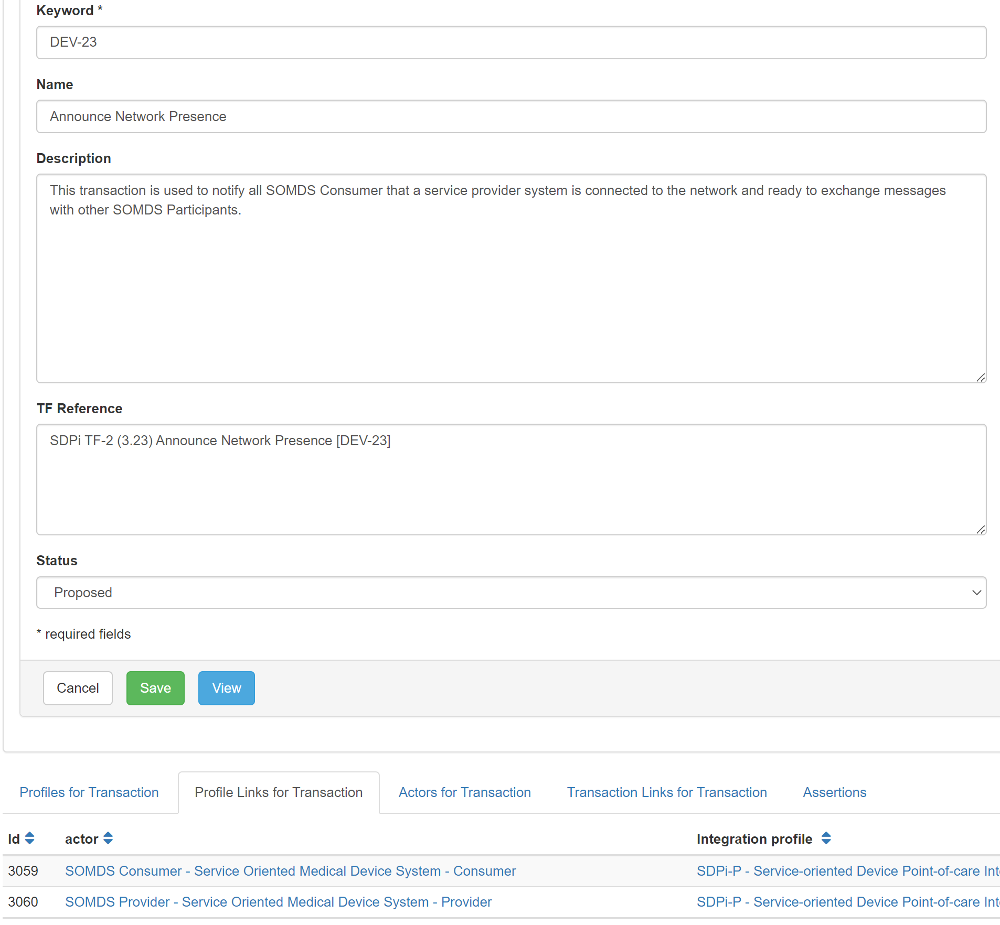 Keyword *
DEV-23
Name
Announce Network Presence
Description
This transaction is used to notify all SOMDS Consumer that a service provider system is connected to the network and ready to exchange messages
with other SOMDS Participants.
TF Reference
SDPi TF-2 (3.23) Announce Network Presence [DEV-23]
Status
Proposed
* required fields
Cancel Save View
Profiles for Transaction Profile Links for Transaction Actors for Transaction Transaction Links for Transaction Assertions
Id actor Integration profile
3059 SOMDS Consumer - Service Oriented Medical Device System - Consumer SDPi-P - Service-oriented Device Point-of-care
3060 SOMDS Provider - Service Oriented Medical Device System - Provider SDPi-P - Service-oriented Device Point-of-care